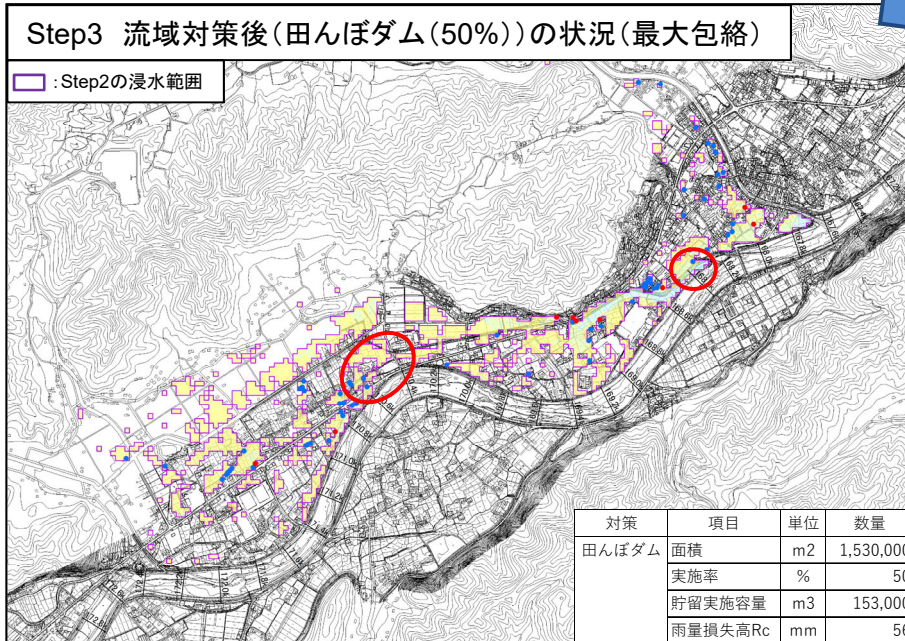 Step3 流域対策後(田んぼダム(50%))の状況(最大包絡)
:Step2の浸水範囲
対策 項目 単位 数量
田んぼダム 面積 m2 1,530,000
実施率 % 50
貯留実施容量 m3 153,000
雨量損失高Rc mm 56